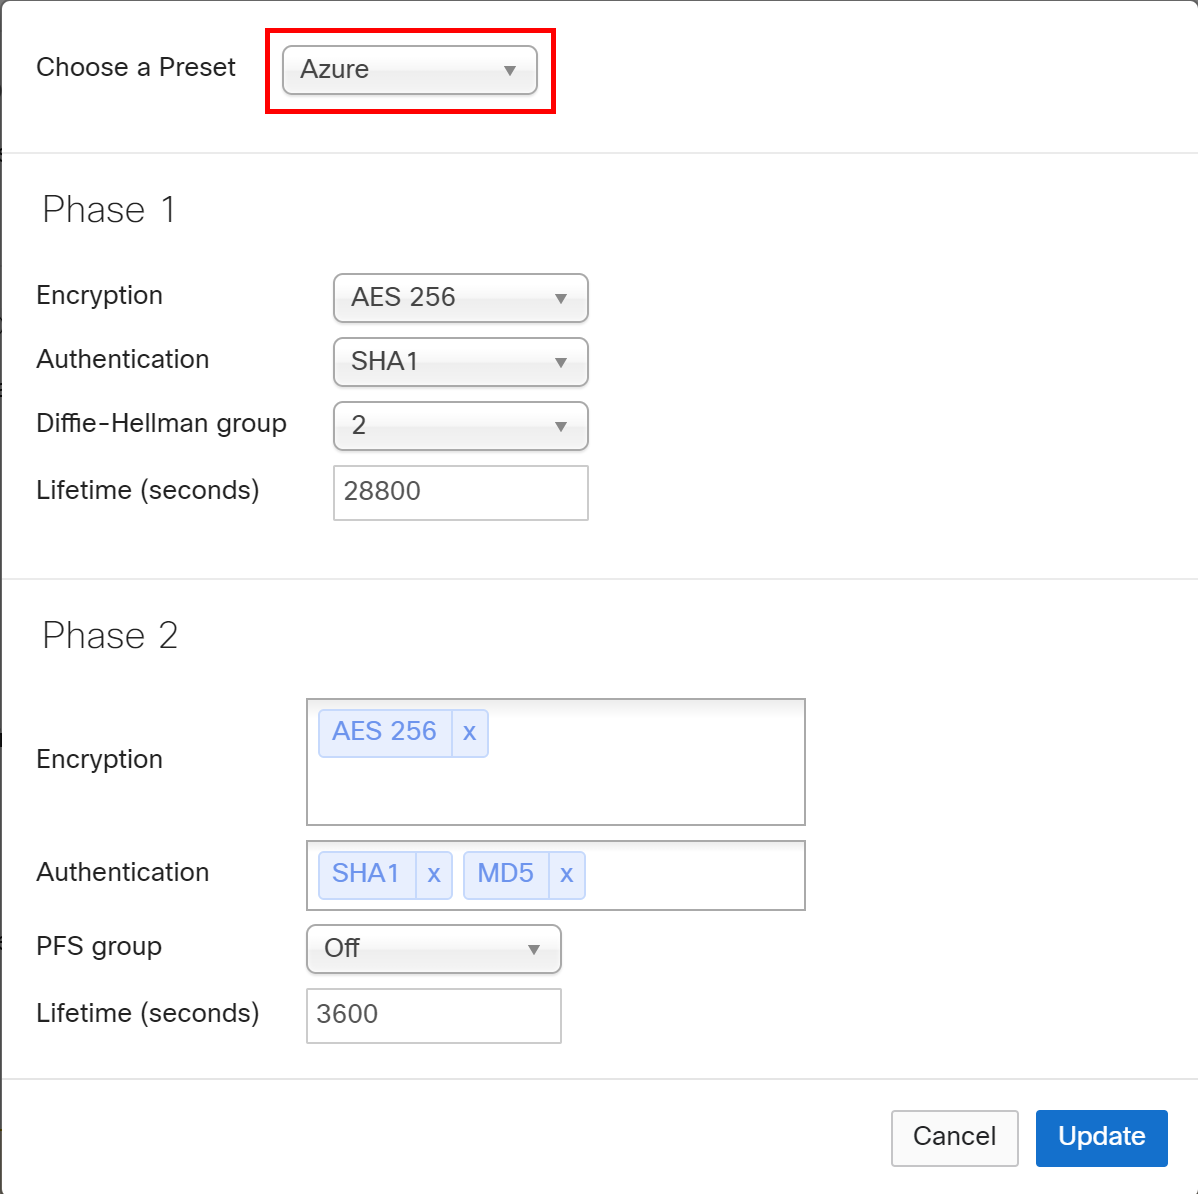 Choose a Preset Azure
Phase 1
Encryption AES 256
Authentication SHA1
Diffie-Hellman group 2
Lifetime (seconds) 28800
Phase 2
Encryption AES 256 x
Authentication SHA1 x MD5 x
PFS group Off
Lifetime (seconds) 3600
Cancel Update